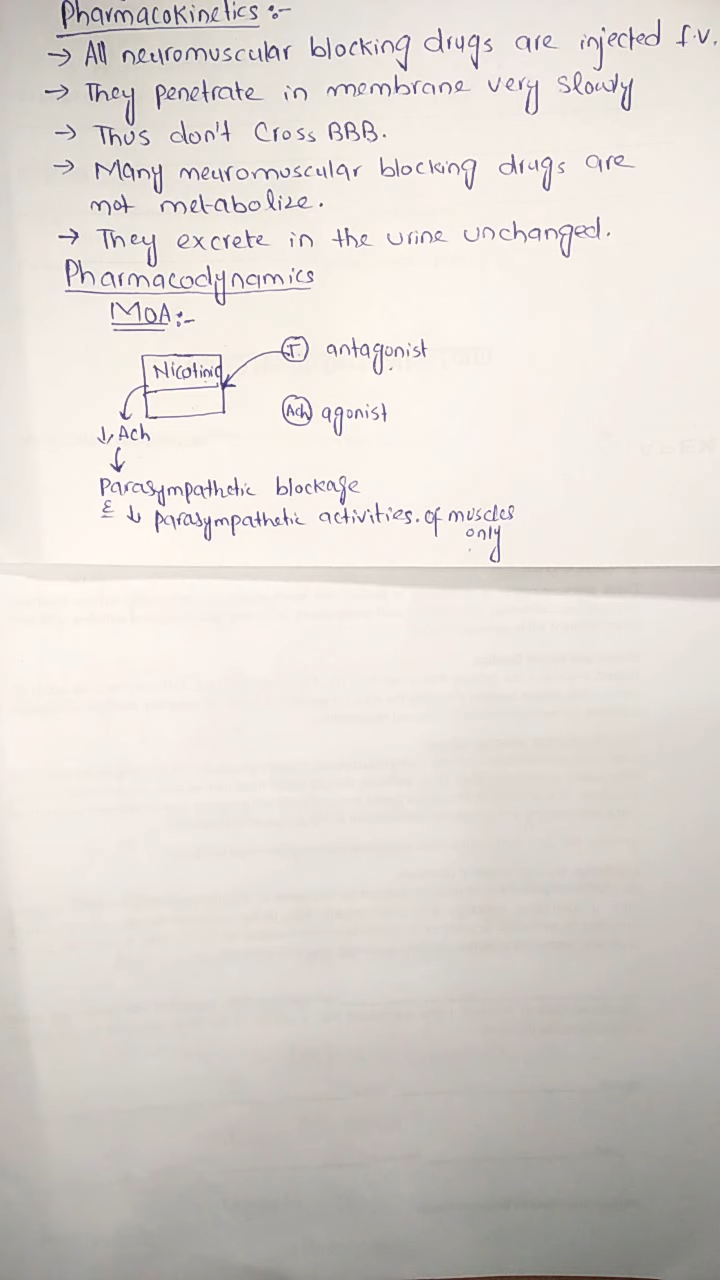 Pharmacokinetics :-
→ All neuromuscular blocking drugs are injected I.V.
→ They penetrate in membrane very slowly
→ Thus don't cross BBB.
→ Many neuromuscular blocking drugs are
not metabolize.
→ They excrete in the urine unchanged.
Pharmacodynamics
MOA:-
T. antagonist
Nicotinic
Ach agonist
↓ Ach
↓
Parasympathetic blockage
& ↓ parasympathetic activities. of muscles
only